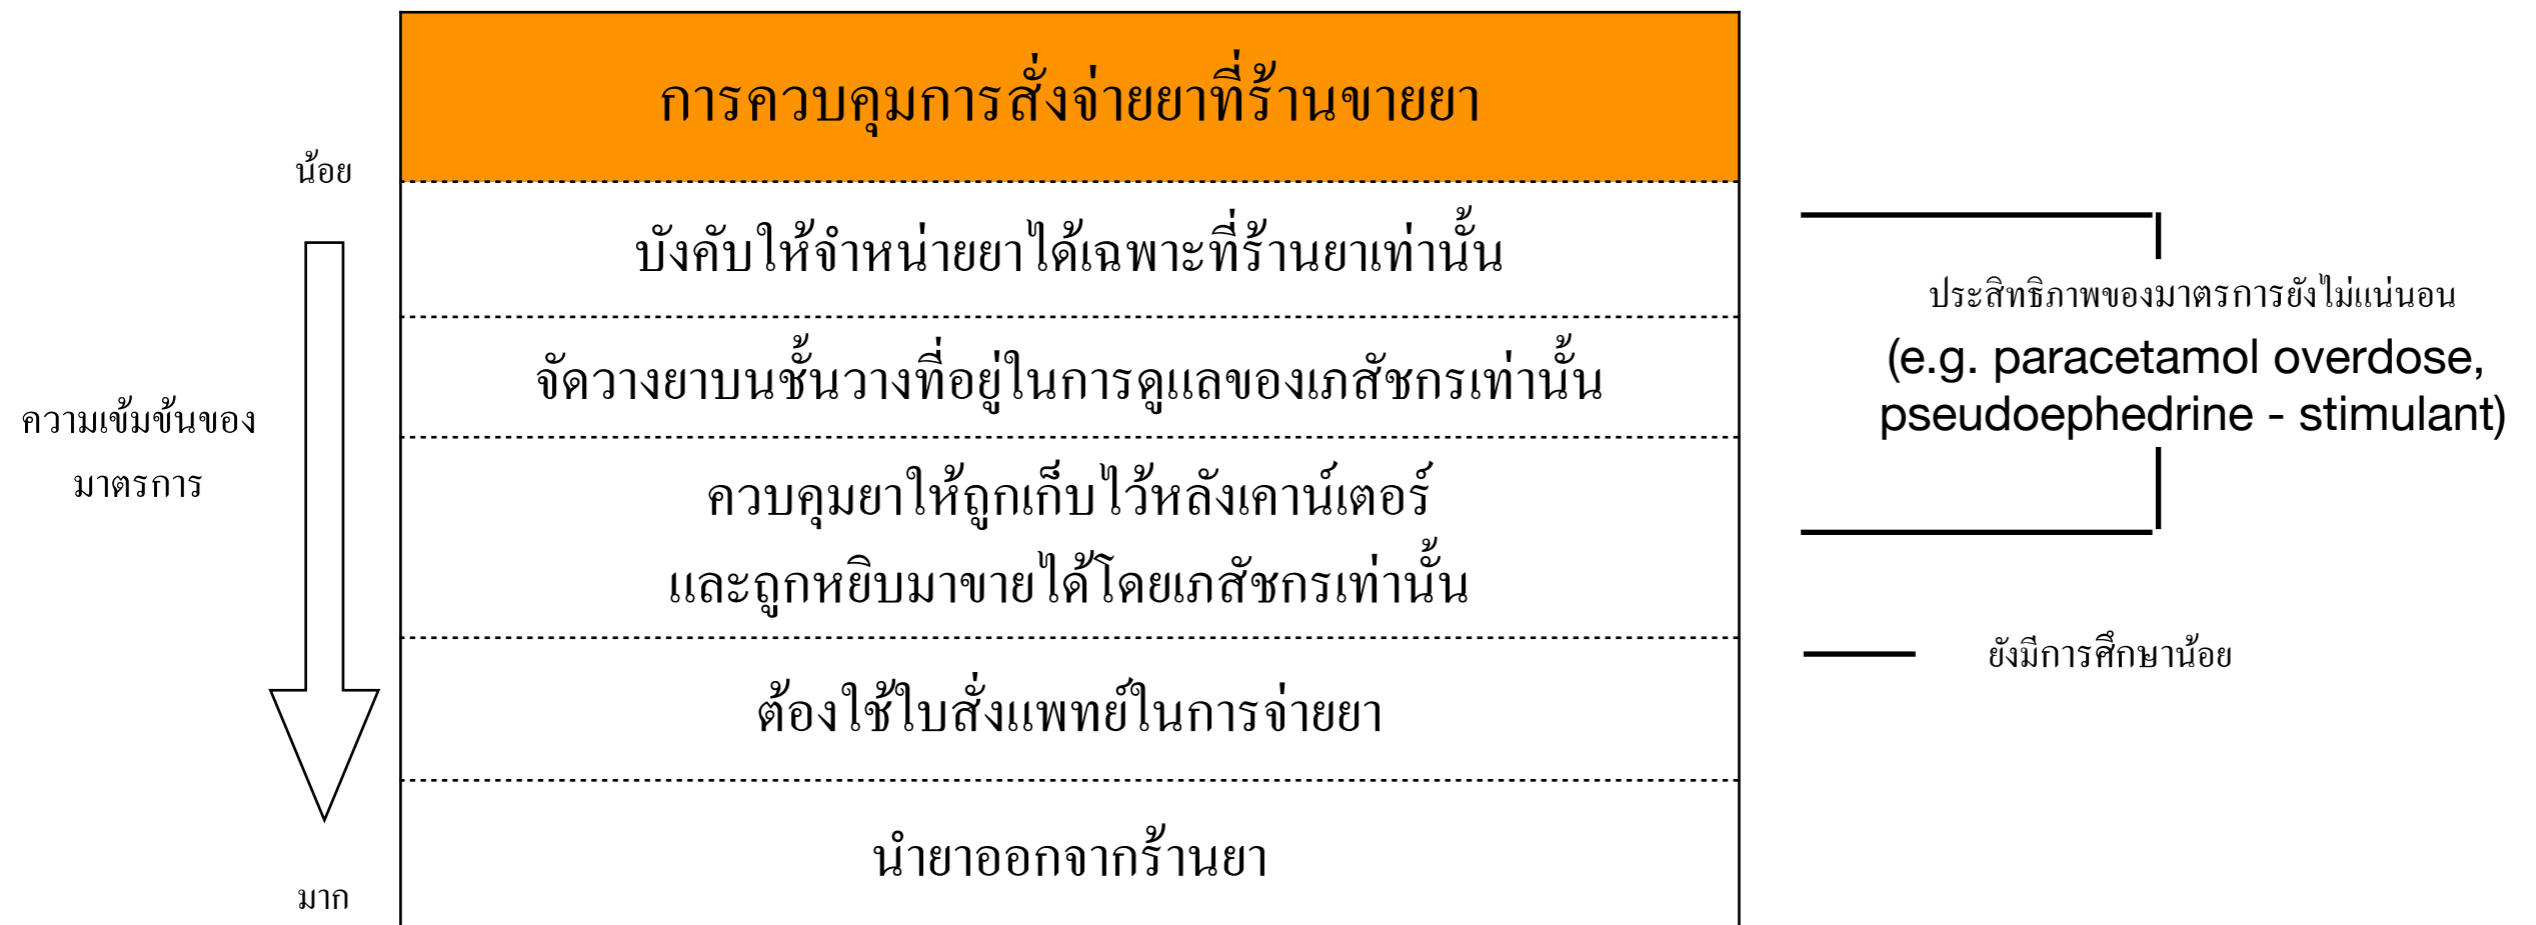 การควบคุมการสั่งจ่ายยาที่ร้านขายยา
น้อย
บังคับให้จำหน่ายยาได้เฉพาะที่ร้านยาเท่านั้น
จัดวางยาบนชั้นวางที่อยู่ในการดูแลของเภสัชกรเท่านั้น
ควบคุมยาให้ถูกเก็บไว้หลังเคาน์เตอร์
และถูกหยิบมาขายได้โดยเภสัชกรเท่านั้น
ต้องใช้ใบสั่งแพทย์ในการจ่ายยา
นำยาออกจากร้านยา
ความเข้มข้นของ
มาตรการ
มาก
ประสิทธิภาพของมาตรการยังไม่แน่นอน
(e.g. paracetamol overdose,
pseudoephedrine - stimulant)
ยังมีการศึกษาน้อย